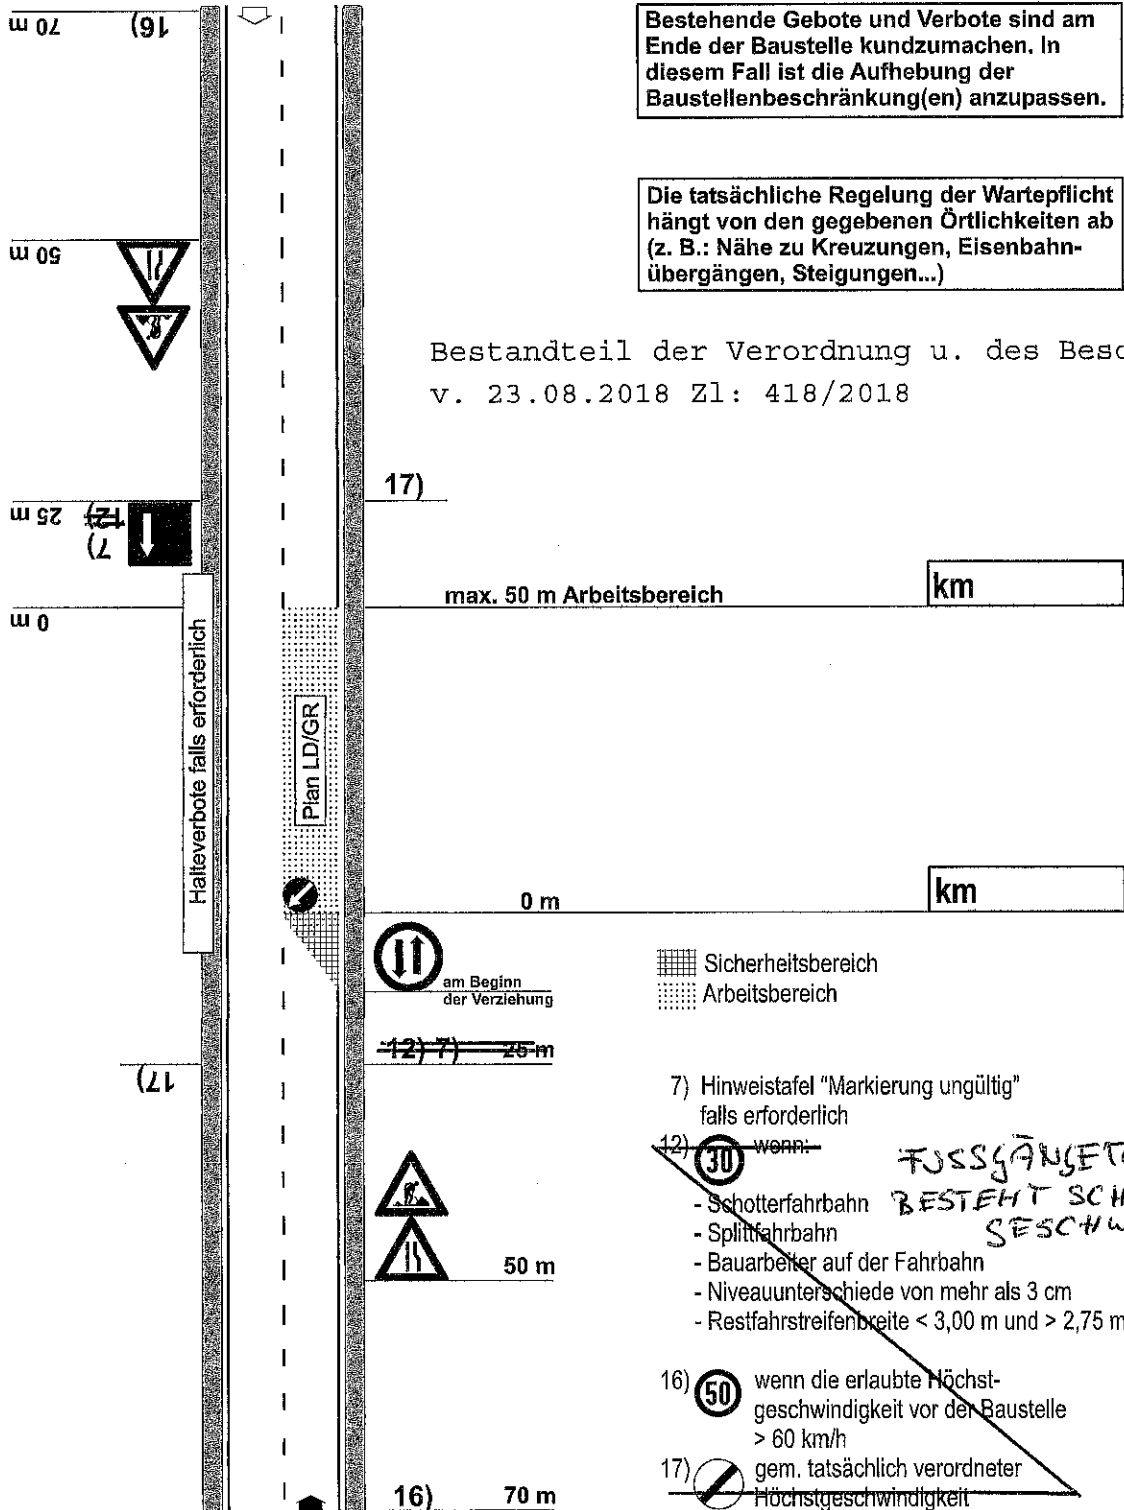 70 m 16)
Bestehende Gebote und Verbote sind am
Ende der Baustelle kundzumachen. In
diesem Fall ist die Aufhebung der
Baustellenbeschränkung(en) anzupassen.
Die tatsächliche Regelung der Wartepflicht
hängt von den gegebenen Örtlichkeiten ab
(z. B.: Nähe zu Kreuzungen, Eisenbahn-
übergängen, Steigungen...)
50 m
Bestandteil der Verordnung u. des Besc
v. 23.08.2018 Zl: 418/2018
17)
25 m 12)
7)
max. 50 m Arbeitsbereich
km
0 m
Halteverbote falls erforderlich
Plan LD/GR
0 m
km
am Beginn
der Verziehung
Sicherheitsbereich
Arbeitsbereich
12) 7) 25 m
17)
7) Hinweistafel "Markierung ungültig"
falls erforderlich
12) 30 wenn:
- Schotterfahrbahn
BESTEHT SCH
- Splittfahrbahn
- Bauarbeiter auf der Fahrbahn
- Niveauunterschiede von mehr als 3 cm
- Restfahrstreifenbreite < 3,00 m und > 2,75 m
50 m
16) 50 wenn die erlaubte Höchst-
geschwindigkeit vor der Baustelle
> 60 km/h
17) gem. tatsächlich verordneter
Höchstgeschwindigkeit
16) 70 m